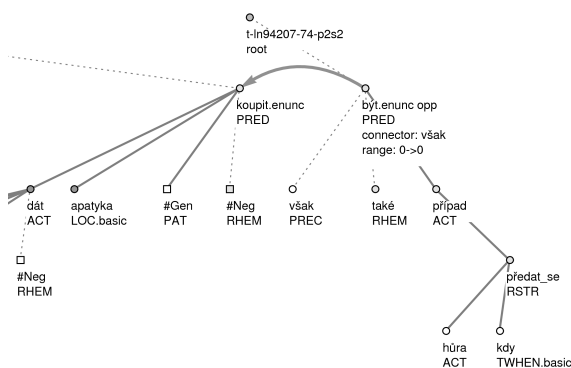 t-ln94207-74-p2s2
root
koupit.enunc
PRED
být.enunc opp
PRED
connector: však
range: 0->0
dát
ACT
apatyka
LOC.basic
#Gen
PAT
#Neg
RHEM
však
PREC
také
RHEM
případ
ACT
#Neg
RHEM
předat_se
RSTR
hůra
ACT
kdy
TWHEN.basic